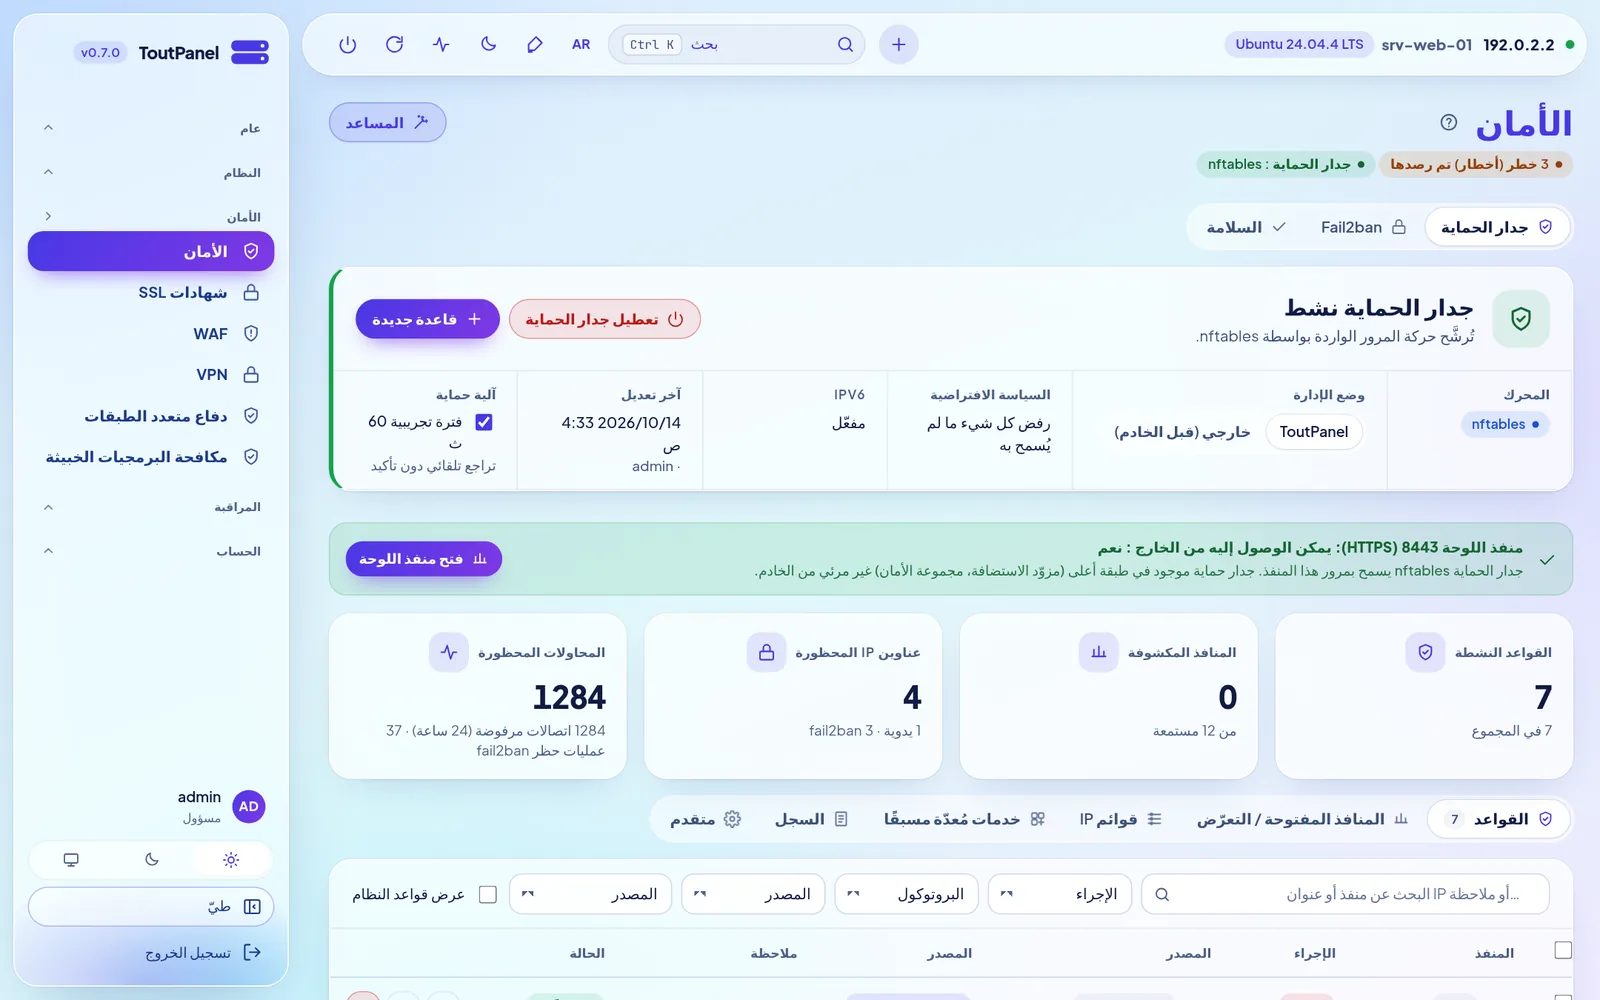 ToutPanel
v0.7.0
عام
النظام
الأمان
الأمان
شهادات SSL
WAF
VPN
دفاع متعدد الطبقات
مكافحة البرمجيات الخبيثة
المراقبة
الحساب
admin
AD
مسؤول
طيّ
تسجيل الخروج
192.0.2.2 srv-web-01 Ubuntu 24.04.4 LTS
بحث Ctrl K
AR
الأمان
المساعد
3 خطر (أخطار) تم رصدها
جدار الحماية : nftables
جدار الحماية
Fail2ban
السلامة
جدار الحماية نشط
تُرشَّح حركة المرور الواردة بواسطة nftables.
تعطيل جدار الحماية
قاعدة جديدة
المحرك
nftables
وضع الإدارة
ToutPanel
خارجي (قبل الخادم)
السياسة الافتراضية
رفض كل شيء ما لم
يُسمح به
IPV6
مفعّل
آخر تعديل
2026/10/14 4:33
ص
· admin
آلية حماية
فترة تجريبية 60
ث
تراجع تلقائي دون تأكيد
منفذ اللوحة 8443 (HTTPS): يمكن الوصول إليه من الخارج : نعم
جدار الحماية nftables يسمح بمرور هذا المنفذ. جدار حماية موجود في طبقة أعلى (مزوّد الاستضافة، مجموعة الأمان) غير مرئي من الخادم.
فتح منفذ اللوحة
القواعد النشطة
7
7 في المجموع
المنافذ المكشوفة
0
من 12 مستمعة
عناوين IP المحظورة
4
1 يدوية · 3 fail2ban
المحاولات المحظورة
1284
1284 اتصالات مرفوضة (24 ساعة) · 37
عمليات حظر fail2ban
القواعد 7
المنافذ المفتوحة / التعرّض
قوائم IP
خدمات مُعدّة مسبقًا
السجل
متقدم
البحث عن منفذ أو عنوان IP أو ملاحظة...
الإجراء
البروتوكول
المصدر
المصدر
عرض قواعد النظام
المنفذ
الإجراء
المصدر
المصدر
ملاحظة
الحالة